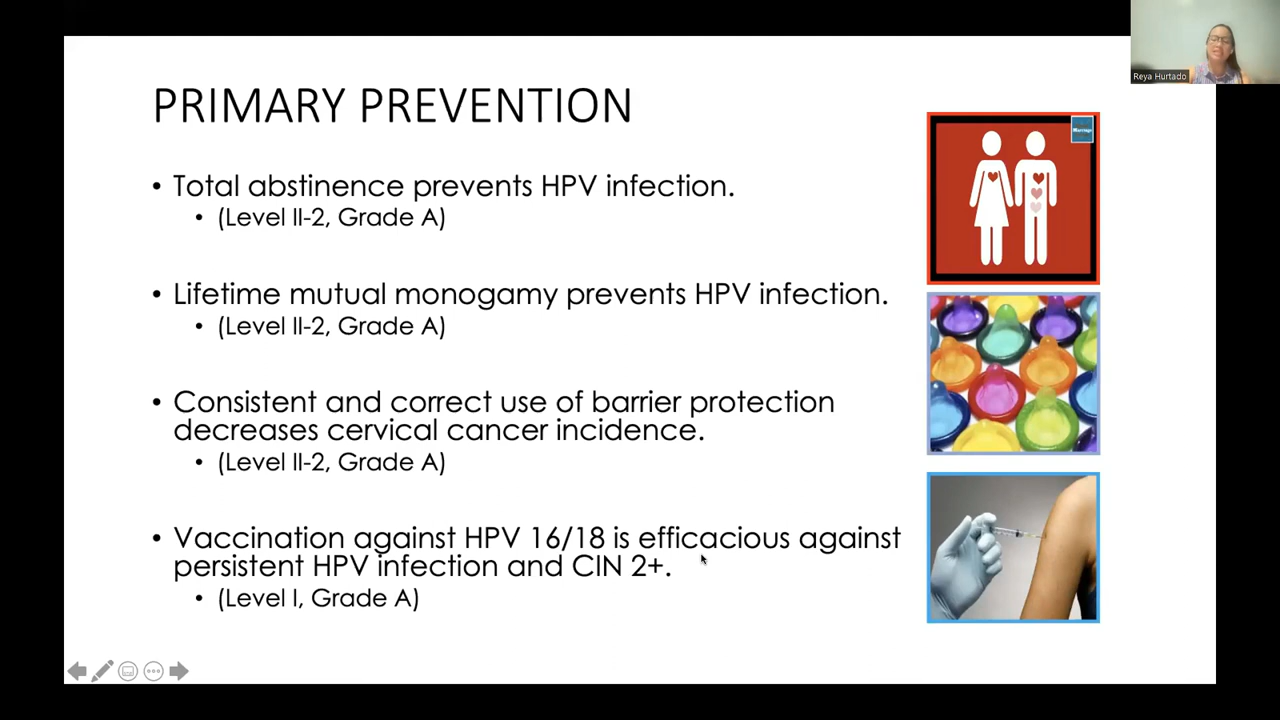 PRIMARY PREVENTION
• Total abstinence prevents HPV infection.
• (Level II-2, Grade A)
• Lifetime mutual monogamy prevents HPV infection.
• (Level II-2, Grade A)
• Consistent and correct use of barrier protection
decreases cervical cancer incidence.
• (Level II-2, Grade A)
• Vaccination against HPV 16/18 is efficacious against
persistent HPV infection and CIN 2+.
• (Level I, Grade A)
Reya Hurtado
Marriage